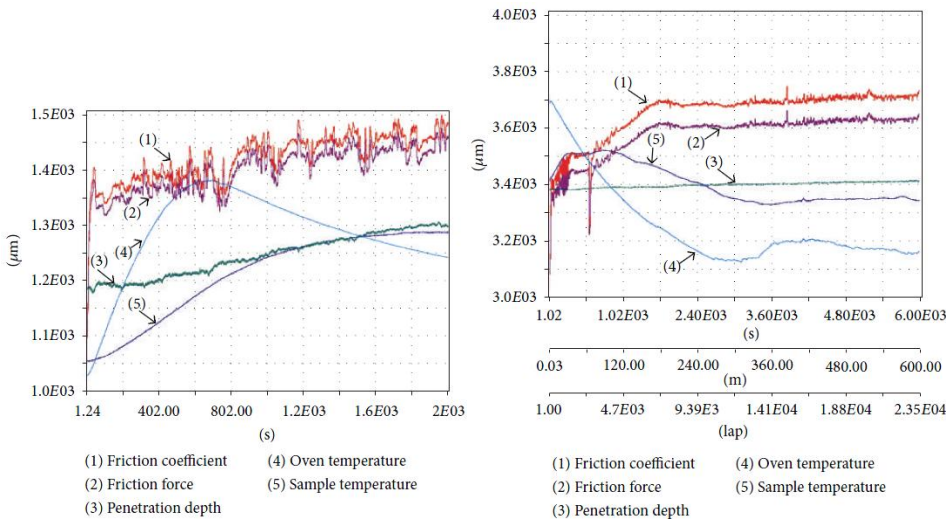 1.5E03
1.4E03
1.3E03
1.2E03
1.1E03
1.0E03
(μm)
(1)
(2)
(4)
(3)
(5)
1.24
402.00
802.00
1.2E03
1.6E03
2E03
(s)
(1) Friction coefficient
(4) Oven temperature
(2) Friction force
(5) Sample temperature
(3) Penetration depth
4.0E03
3.8E03
3.6E03
3.4E03
3.2E03
3.0E03
(μm)
(1)
(5)
(2)
(3)
(4)
1.02
1.02E03
2.40E03
3.60E03
4.80E03
6.00E03
(s)
0.03
120.00
240.00
360.00
480.00
600.00
(m)
1.00
4.7E03
9.39E3
1.41E04
1.88E04
2.35E04
(lap)
(1) Friction coefficient
(4) Oven temperature
(2) Friction force
(5) Sample temperature
(3) Penetration depth